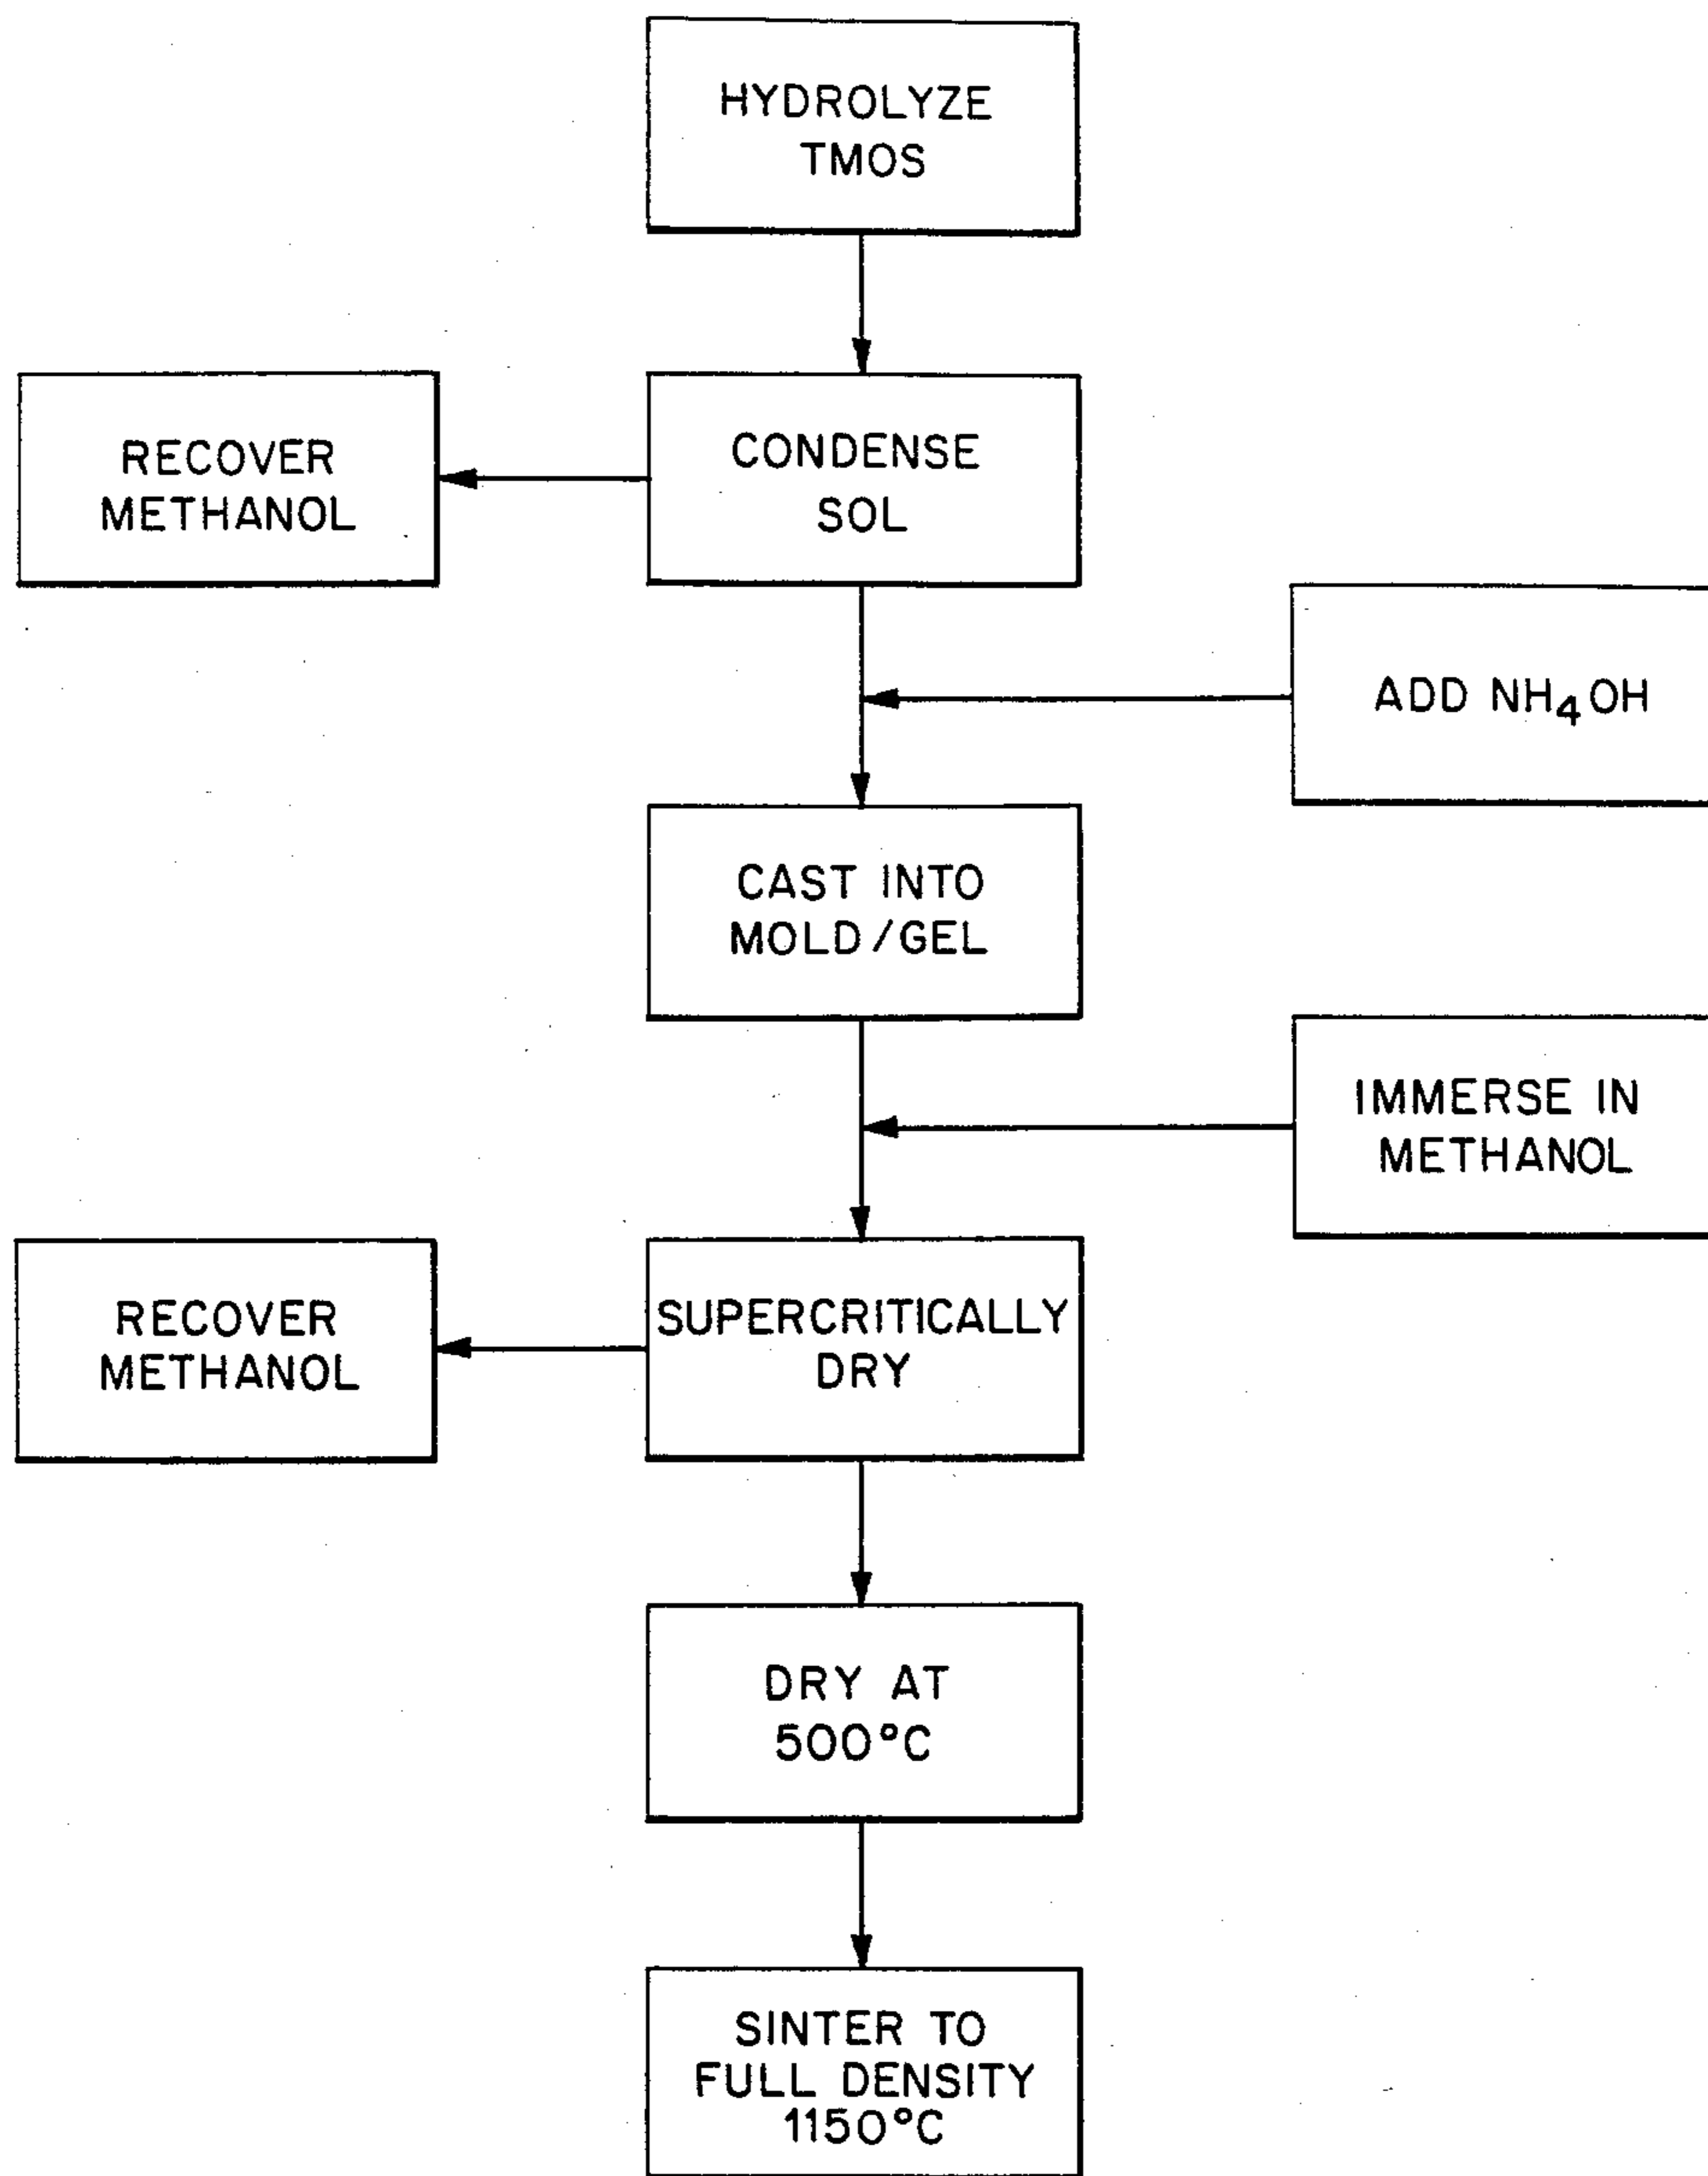 HYDROLYZE
TMOS
RECOVER
METHANOL
CONDENSE
SOL
ADD NH₄OH
CAST INTO
MOLD/GEL
IMMERSE IN
METHANOL
RECOVER
METHANOL
SUPERCRITICALLY
DRY
DRY AT
500°C
SINTER TO
FULL DENSITY
1150°C